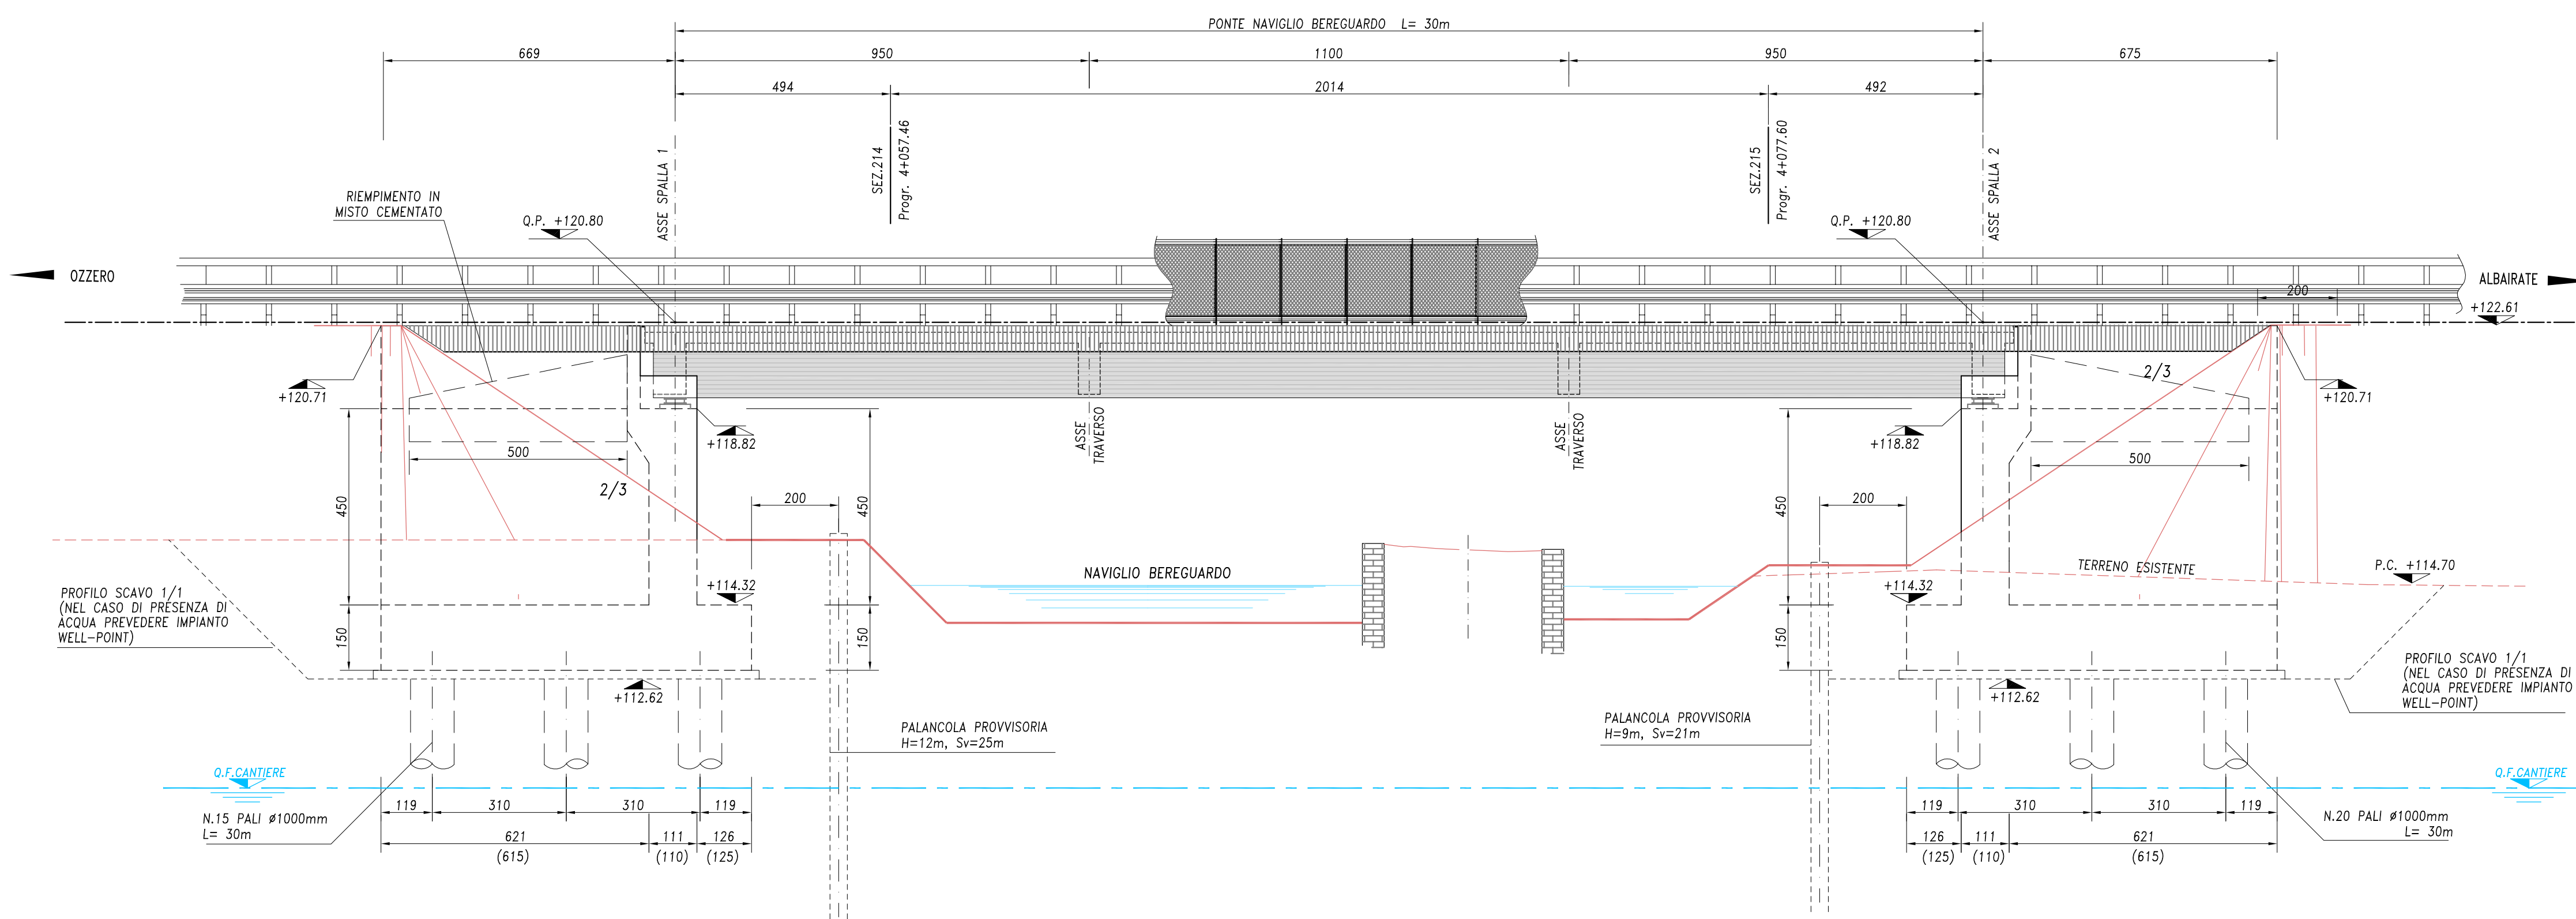 PONTE NAVIGLIO BEREGUARDO L= 30m
669
950
1100
950
675
494
2014
492
ASSE SPALLA 1
SEZ.214
Progr. 4+057.46
SEZ.215
Progr. 4+077.60
ASSE SPALLA 2
RIEMPIMENTO IN
MISTO CEMENTATO
Q.P. +120.80
Q.P. +120.80
OZZERO
ALBAIRATE
200
+122.61
+120.71
+120.71
2/3
2/3
+118.82
+118.82
ASSE
TRAVERSO
ASSE
TRAVERSO
500
500
450
450
450
450
200
200
NAVIGLIO BEREGUARDO
TERRENO ESISTENTE
P.C. +114.70
+114.32
+114.32
PROFILO SCAVO 1/1
(NEL CASO DI PRESENZA DI
ACQUA PREVEDERE IMPIANTO
WELL-POINT)
150
150
150
150
PROFILO SCAVO 1/1
(NEL CASO DI PRESENZA DI
ACQUA PREVEDERE IMPIANTO
WELL-POINT)
+112.62
+112.62
PALANCOLA PROVVISORIA
H=12m, Sv=25m
PALANCOLA PROVVISORIA
H=9m, Sv=21m
Q.F.CANTIERE
Q.F.CANTIERE
119
310
310
119
119
310
310
119
N.15 PALI ø1000mm
L= 30m
N.20 PALI ø1000mm
L= 30m
621
111
126
126
111
621
(615)
(110)
(125)
(125)
(110)
(615)